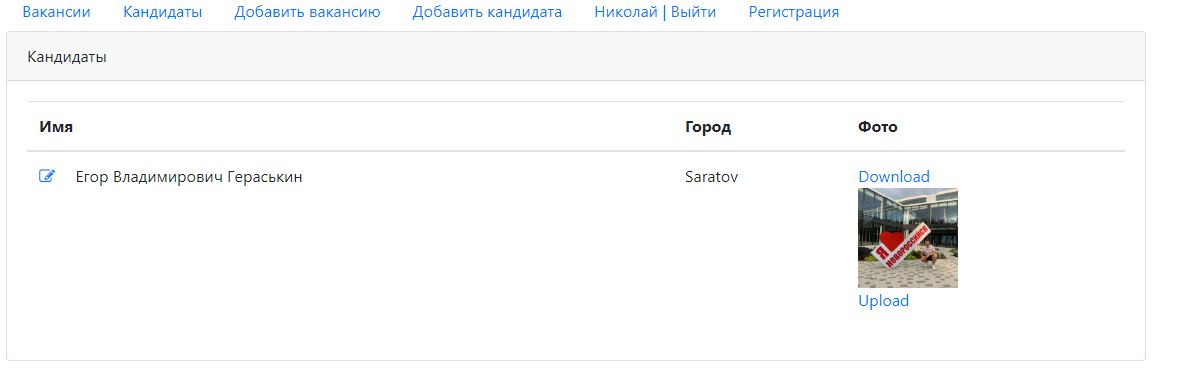 Вакансии Кандидаты Добавить вакансию Добавить кандидата Николай | Выйти Регистрация
Кандидаты
Имя Город Фото
Егор Владимирович Гераськин Saratov Download
Я
НОВОРОССИЙСК
Upload